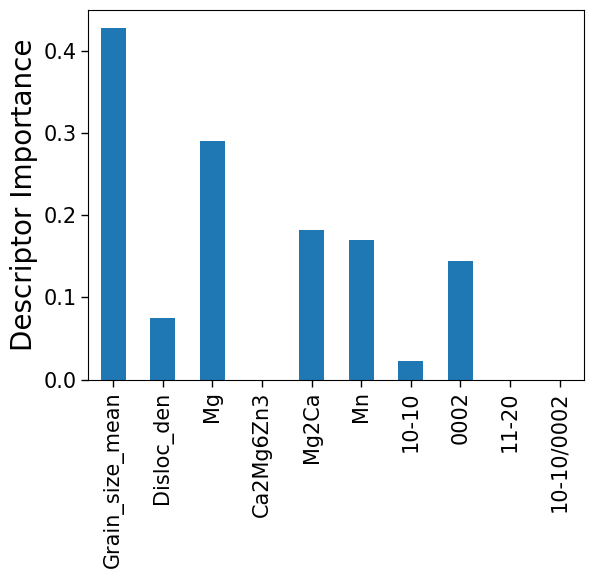 Descriptor Importance
0.4
0.3
0.2
0.1
0.0
Grain_size_mean
Disloc_den
Mg
Ca2Mg6Zn3
Mg2Ca
Mn
10-10
0002
11-20
10-10/0002